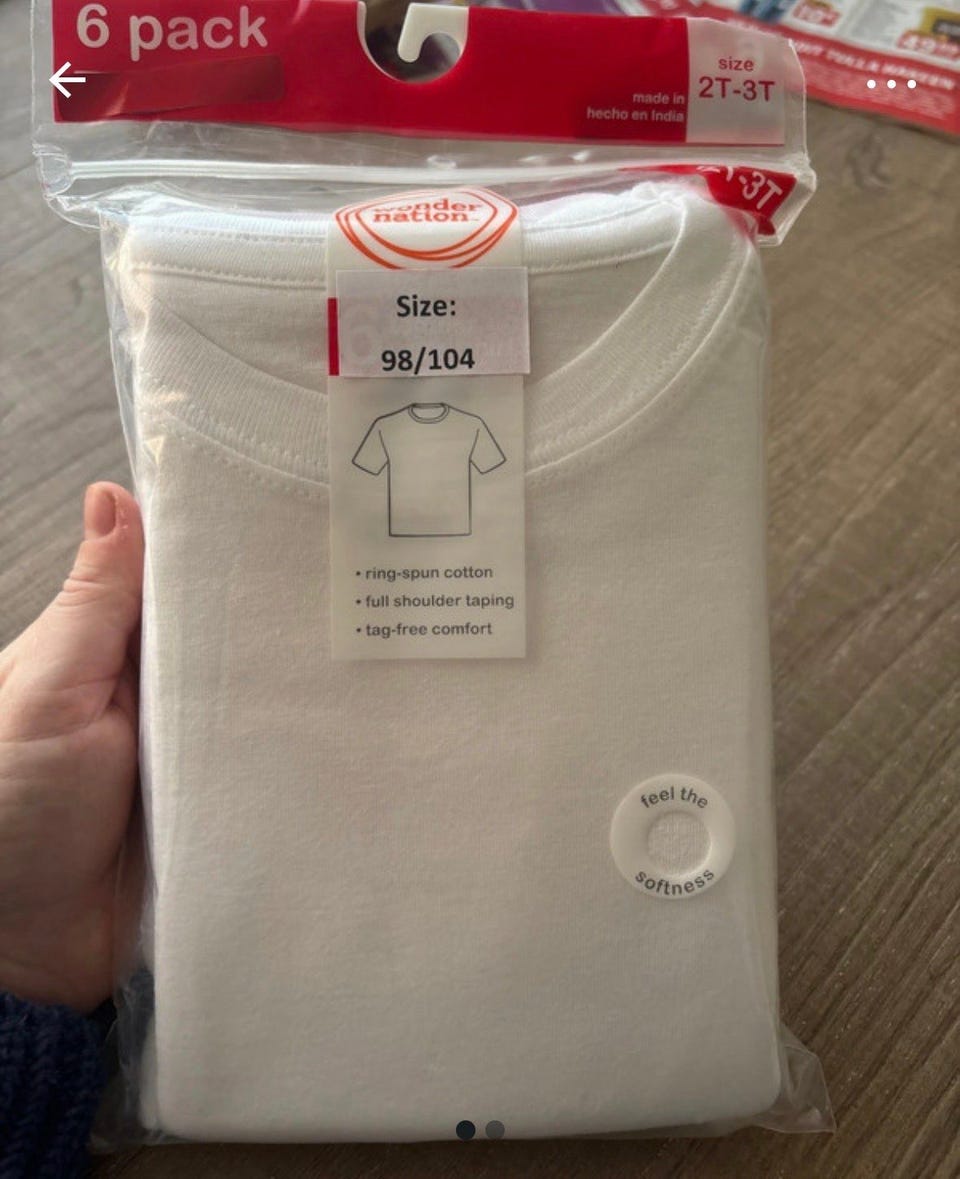 6 pack
size
2T-3T
made in
hecho en India
-3T
wonder
nation
Size:
98/104
• ring-spun cotton
• full shoulder taping
• tag-free comfort
feel the
softness